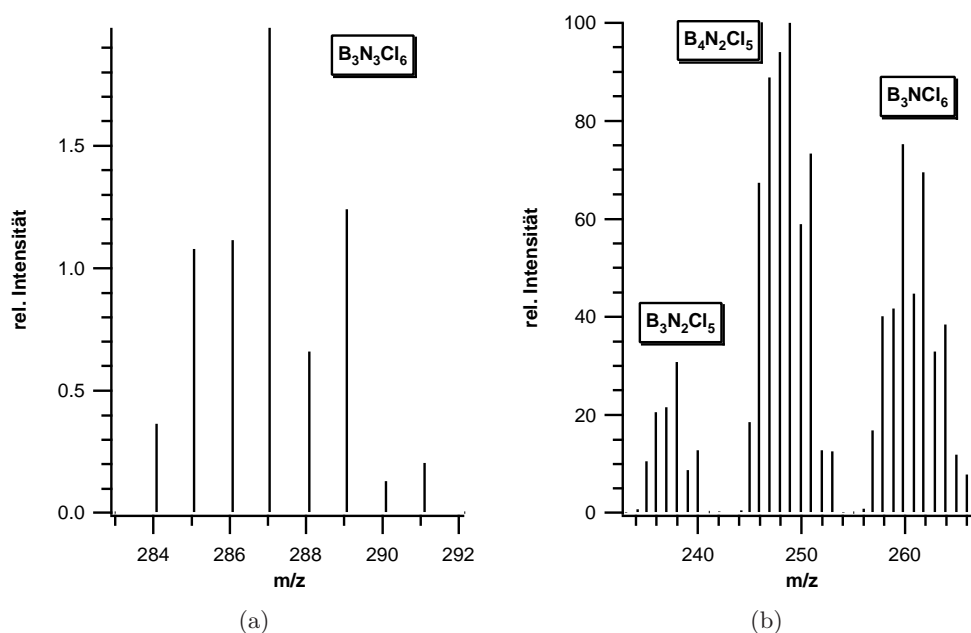 B3N3Cl6
rel. Intensität
1.5
1.0
0.5
0.0
284 286 288 290 292
m/z
(a)
B4N2Cl5
B3NCl6
B3N2Cl5
rel. Intensität
100
80
60
40
20
0
240 250 260
m/z
(b)